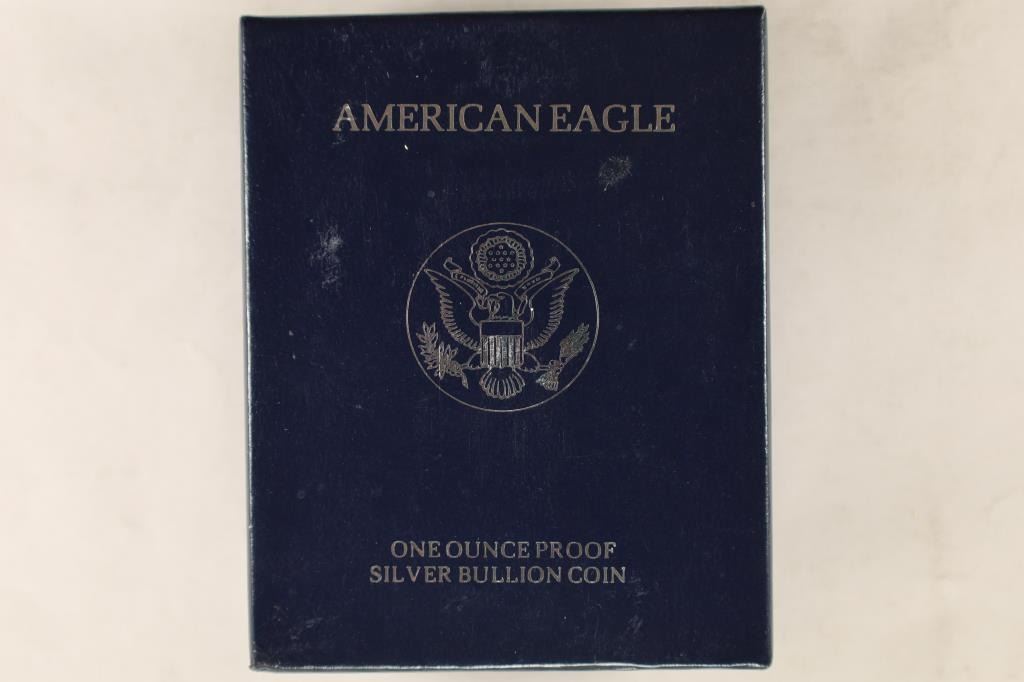 AMERICAN EAGLE
ONE OUNCE PROOF
SILVER BULLION COIN